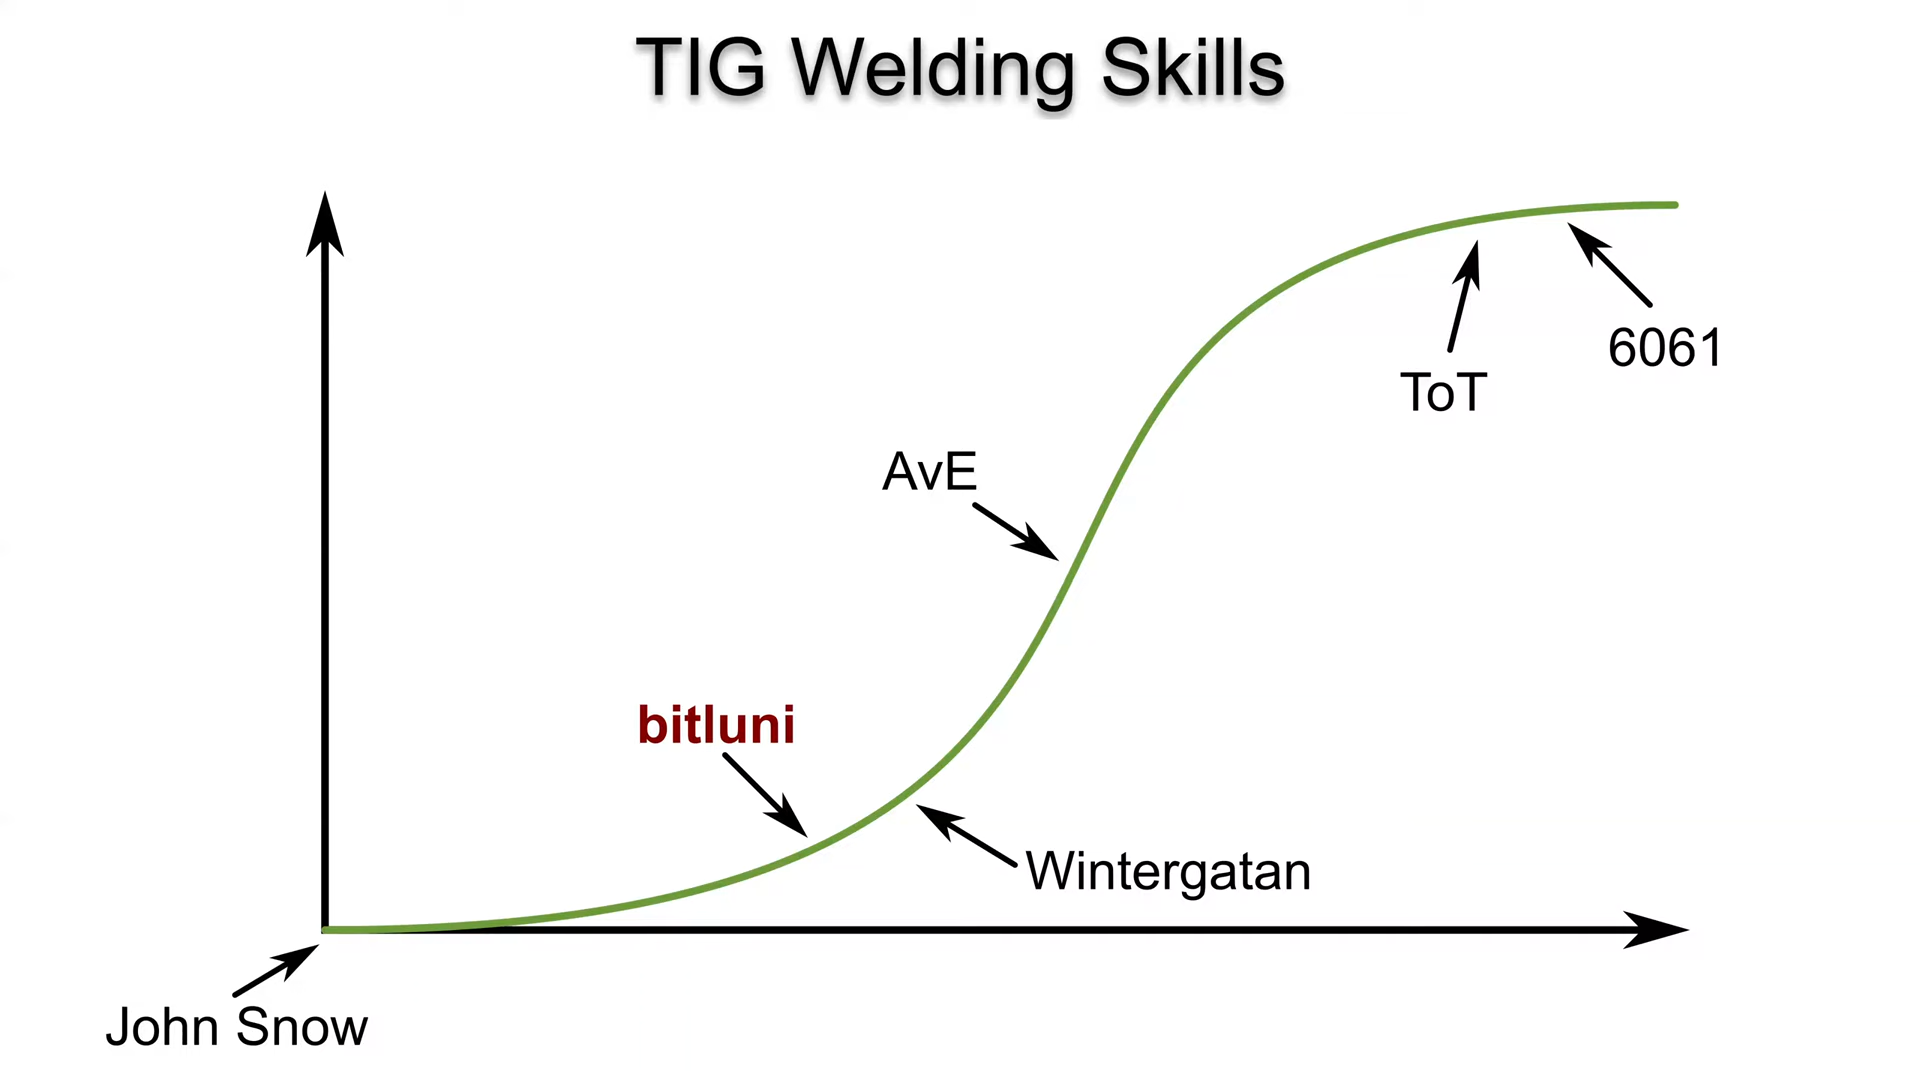 TIG Welding Skills
6061
ToT
AvE
bitluni
Wintergatan
John Snow